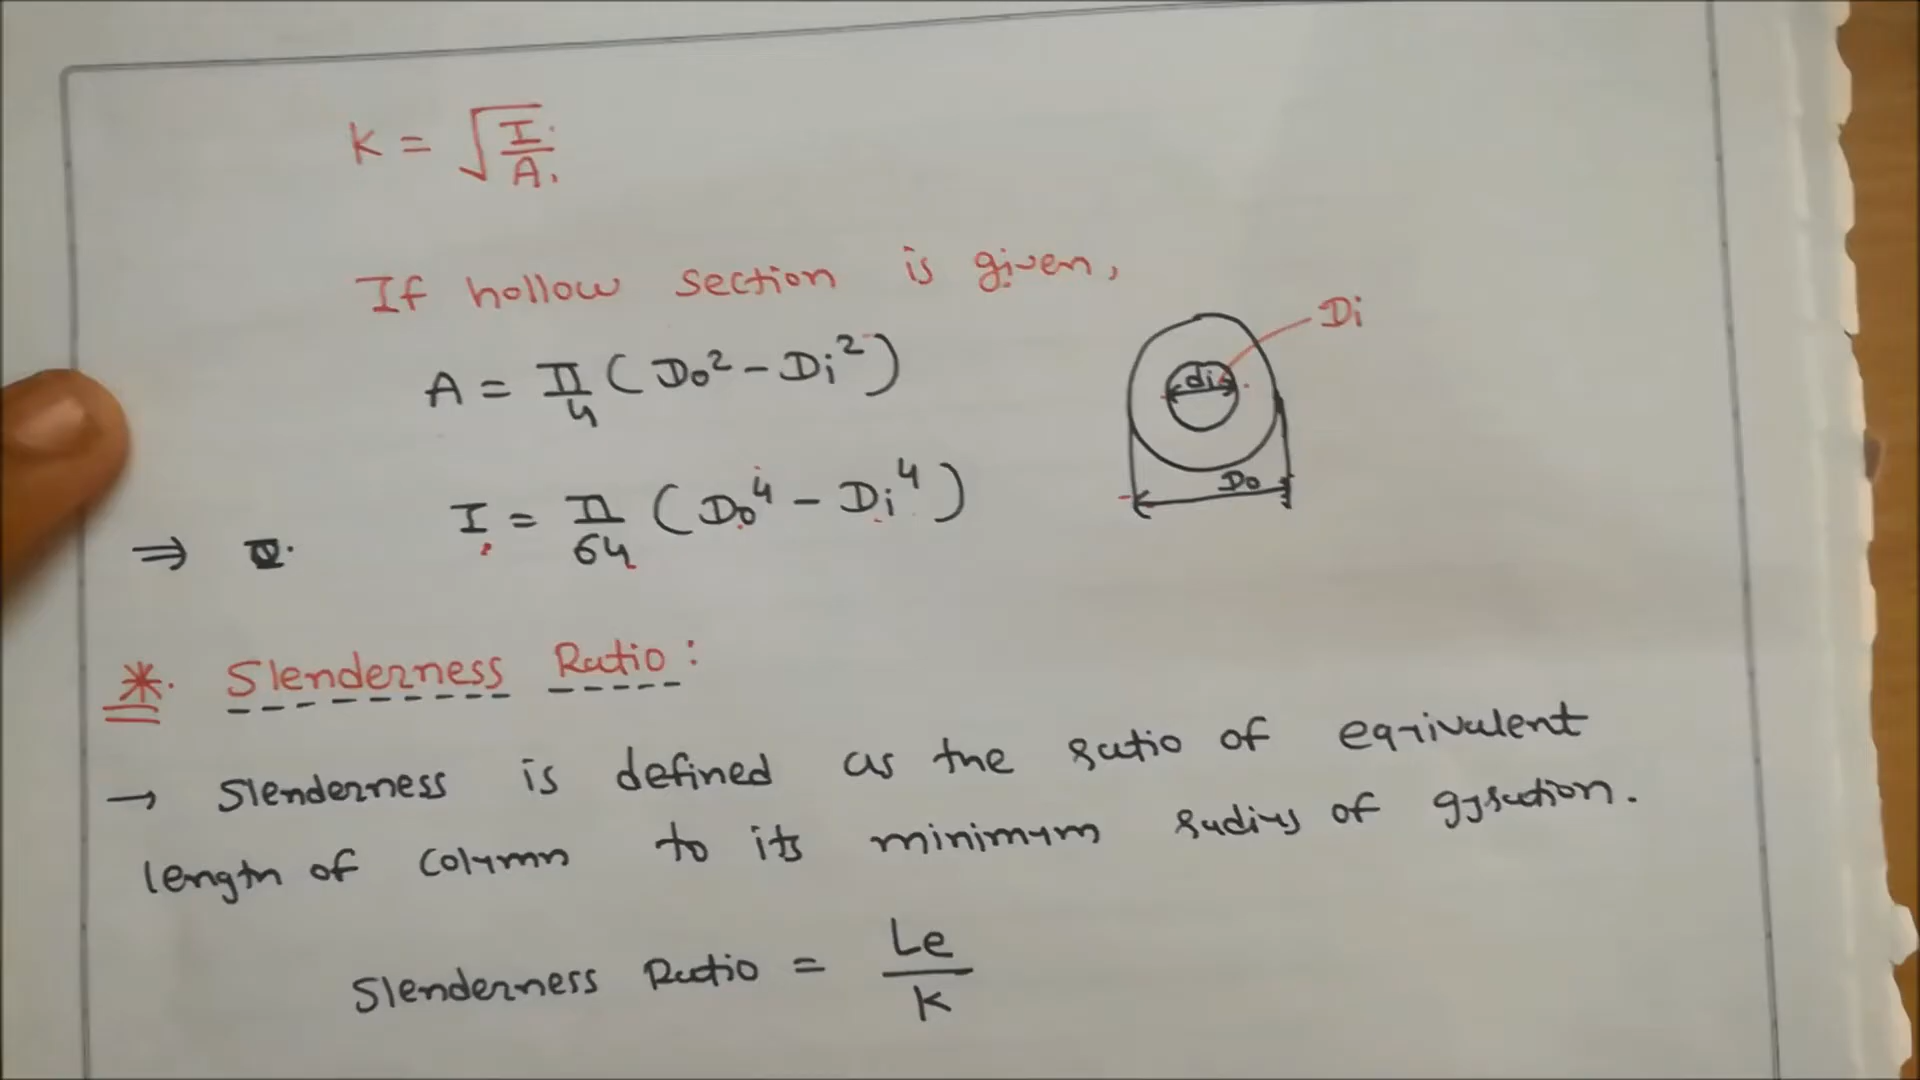 K = √(I/A)
If hollow section is given,
A = π/4 (Do² - Di²)
Di
di
Do
⇒ I = π/64 (Do⁴ - Di⁴)
* Slenderness Ratio:
→ Slenderness is defined as the ratio of eqivalent
length of column to its minimum radius of gyration.
Slenderness Ratio = Le/K